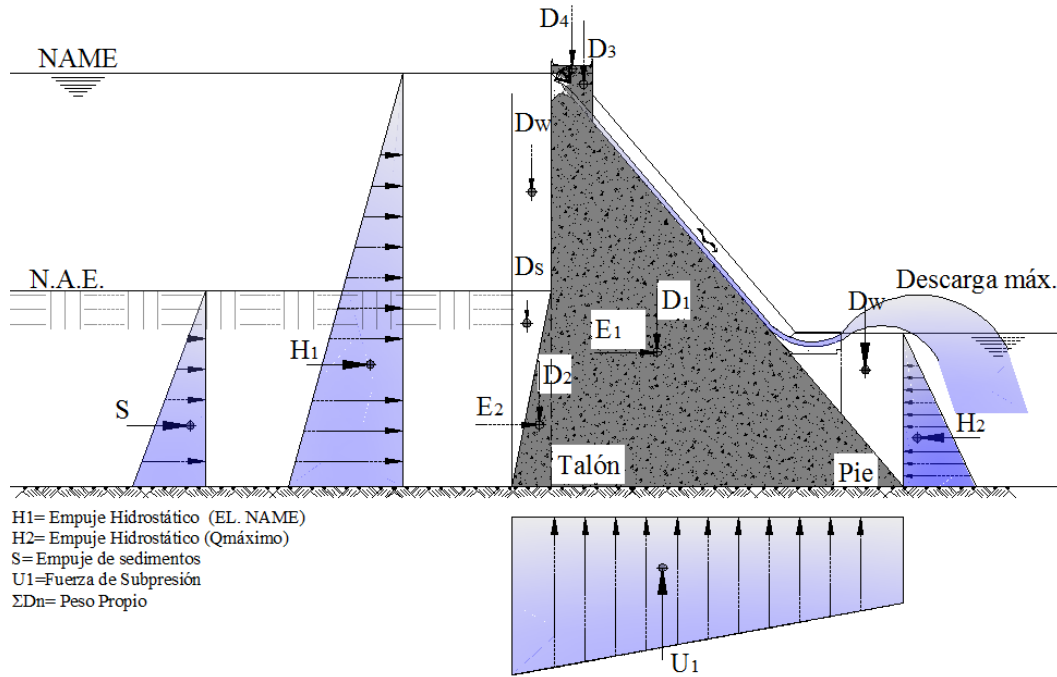 D4
D3
NAME
Dw
N.A.E.
Ds
Descarga máx.
D1
Dw
E1
H1
D2
S
E2
H2
Talón
Pie
H1= Empuje Hidrostático (EL. NAME)
H2= Empuje Hidrostático (Qmáximo)
S= Empuje de sedimentos
U1=Fuerza de Subpresión
ΣDn= Peso Propio
U1